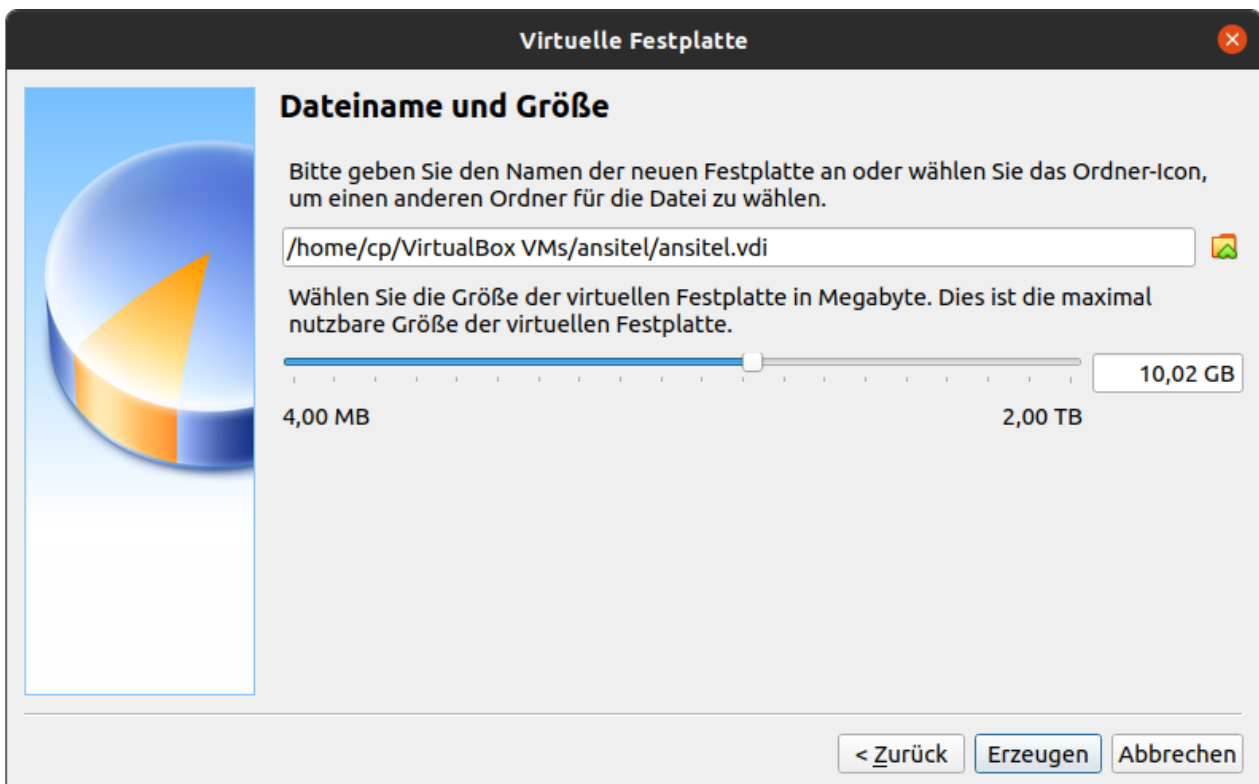 Virtuelle Festplatte
Dateiname und Größe
Bitte geben Sie den Namen der neuen Festplatte an oder wählen Sie das Ordner-Icon,
um einen anderen Ordner für die Datei zu wählen.
/home/cp/VirtualBox VMs/ansitel/ansitel.vdi
Wählen Sie die Größe der virtuellen Festplatte in Megabyte. Dies ist die maximal
nutzbare Größe der virtuellen Festplatte.
10,02 GB
4,00 MB 2,00 TB
< Zurück Erzeugen Abbrechen